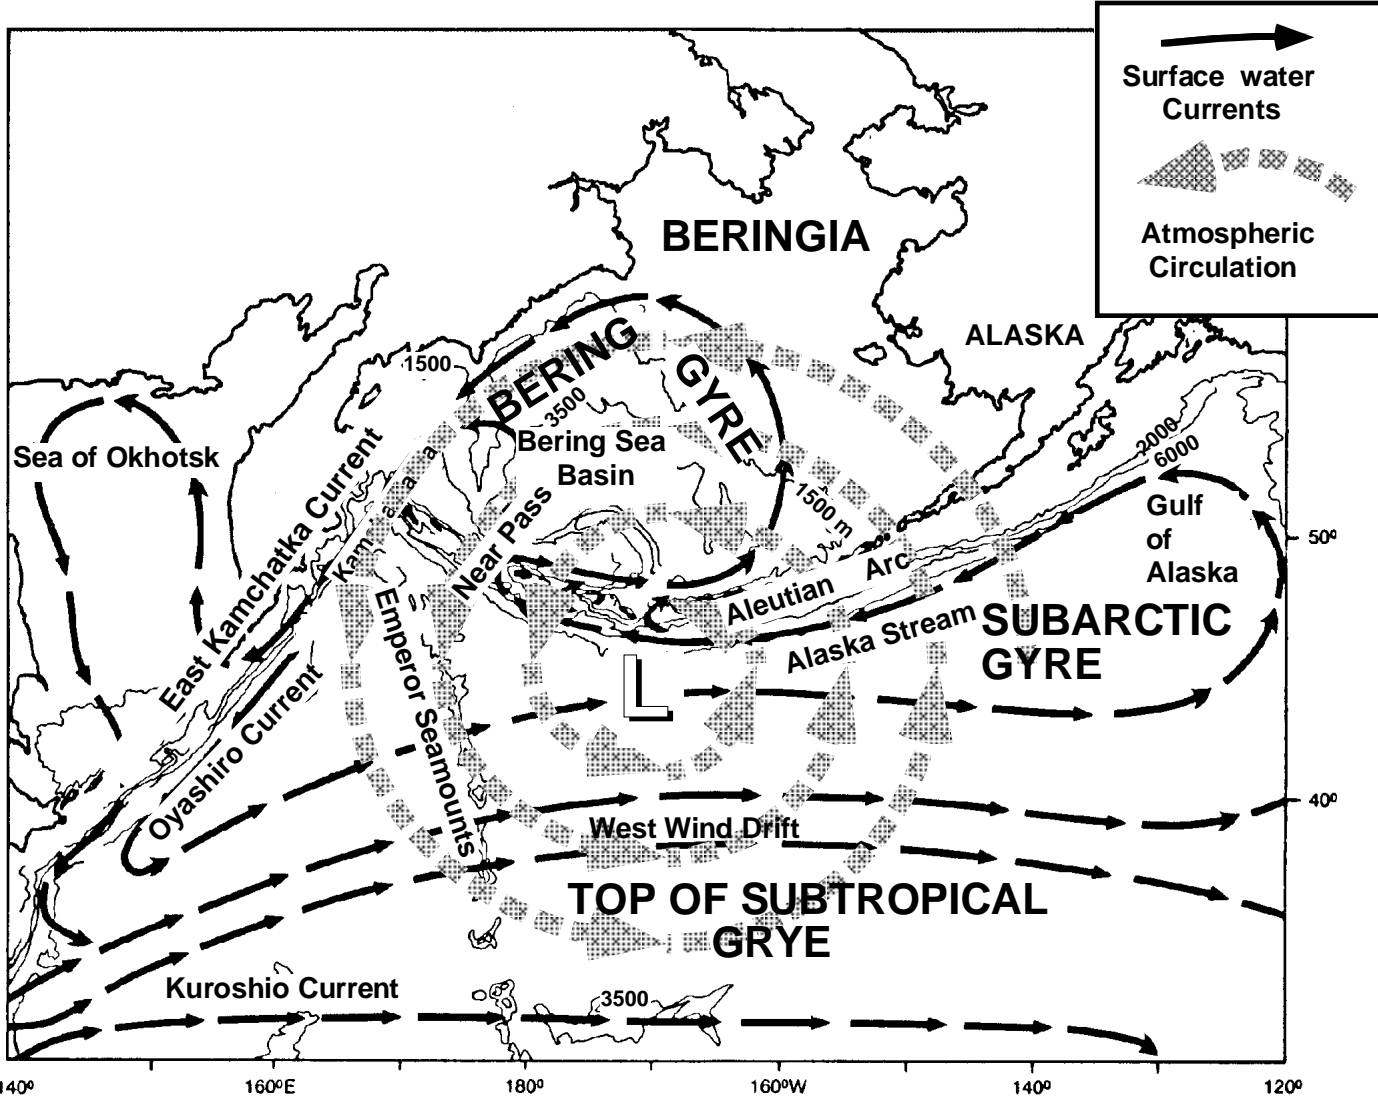 Surface water
Currents
Atmospheric
Circulation
BERINGIA
ALASKA
BERING
GYRE
1500
3500
2000
6000
Sea of Okhotsk
Bering Sea
Basin
1500 m
Gulf
of
Alaska
50º
East Kamchatka Current
Near Pass
Aleutian Arc
Alaska Stream
SUBARCTIC
GYRE
Emperor Seamounts
L
Oyashiro Current
40º
West Wind Drift
TOP OF SUBTROPICAL
GRYE
Kuroshio Current
3500
140º
160ºE
180º
160ºW
140º
120º